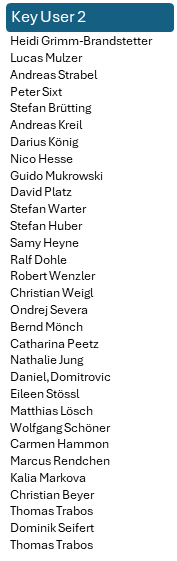 Key User 2
Heidi Grimm-Brandstetter
Lucas Mulzer
Andreas Strabel
Peter Sixt
Stefan Brütting
Andreas Kreil
Darius König
Nico Hesse
Guido Mukrowski
David Platz
Stefan Warter
Stefan Huber
Samy Heyne
Ralf Dohle
Robert Wenzler
Christian Weigl
Ondrej Severa
Bernd Mönch
Catharina Peetz
Nathalie Jung
Daniel,Domitrovic
Eileen Stössl
Matthias Lösch
Wolfgang Schöner
Carmen Hammon
Marcus Rendchen
Kalia Markova
Christian Beyer
Thomas Trabos
Dominik Seifert
Thomas Trabos